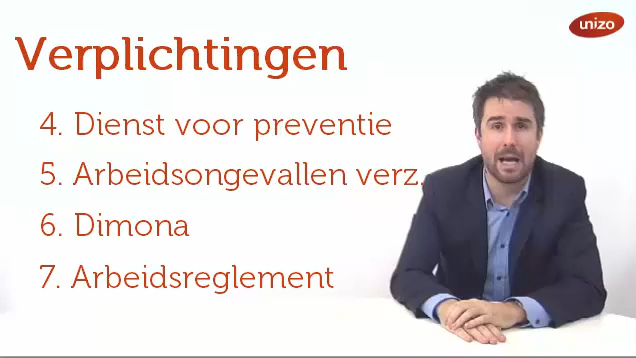 unizo
Verplichtingen
4. Dienst voor preventie
5. Arbeidsongevallen verz.
6. Dimona
7. Arbeidsreglement